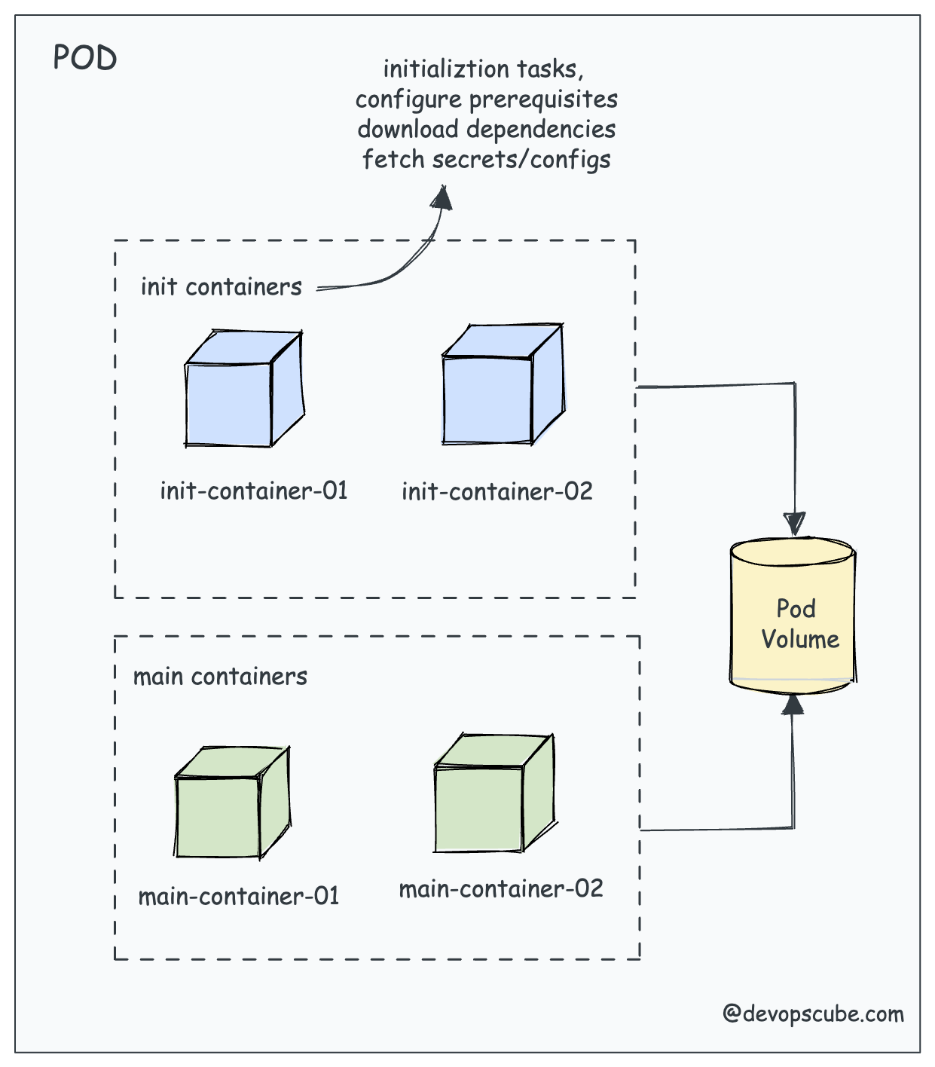 POD
initializtion tasks,
configure prerequisites
download dependencies
fetch secrets/configs
init containers
init-container-01
init-container-02
Pod
Volume
main containers
main-container-01
main-container-02
@devopscube.com